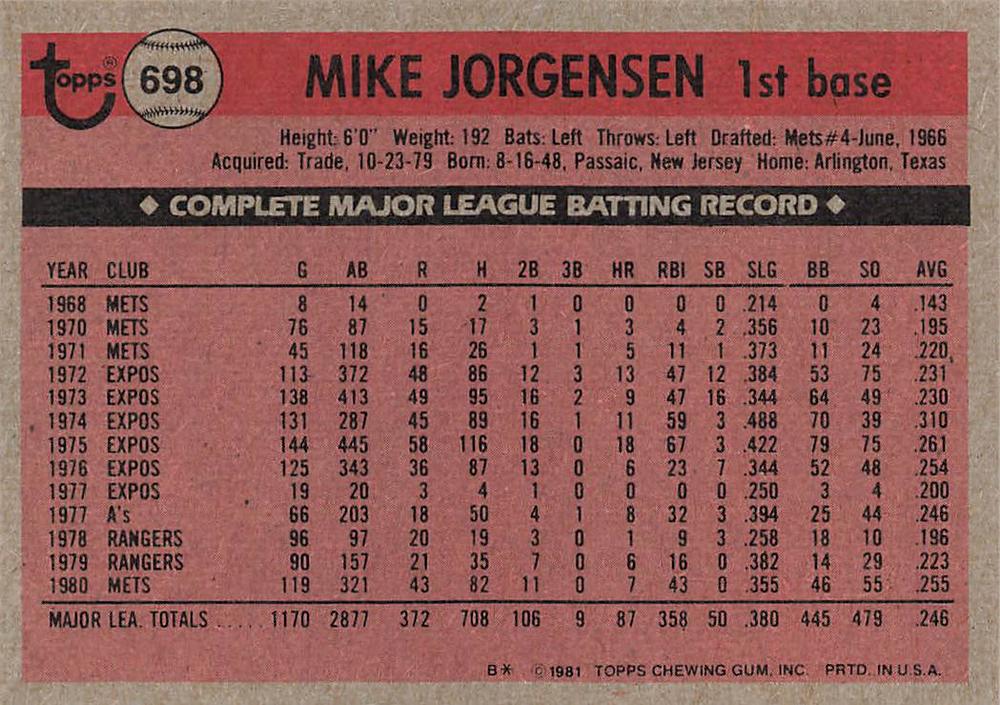 Topps® 698 MIKE JORGENSEN 1st base
Height: 6'0" Weight: 192 Bats: Left Throws: Left Drafted: Mets #4-June, 1966
Acquired: Trade, 10-23-79 Born: 8-16-48, Passaic, New Jersey Home: Arlington, Texas
◆ COMPLETE MAJOR LEAGUE BATTING RECORD ◆
YEAR CLUB G AB R H 2B 3B HR RBI SB SLG BB SO AVG
1968 METS 8 14 0 2 1 0 0 0 0 .214 0 4 .143
1970 METS 76 87 15 17 3 1 3 4 2 .356 10 23 .195
1971 METS 45 118 16 26 1 1 5 11 1 .373 11 24 .220
1972 EXPOS 113 372 48 86 12 3 13 47 12 .384 53 75 .231
1973 EXPOS 138 413 49 95 16 2 9 47 16 .344 64 49 .230
1974 EXPOS 131 287 45 89 16 1 11 59 3 .488 70 39 .310
1975 EXPOS 144 445 58 116 18 0 18 67 3 .422 79 75 .261
1976 EXPOS 125 343 36 87 13 0 6 23 7 .344 52 48 .254
1977 EXPOS 19 20 3 4 1 0 0 0 0 .250 3 4 .200
1977 A's 66 203 18 50 4 1 8 32 3 .394 25 44 .246
1978 RANGERS 96 97 20 19 3 0 1 9 3 .258 18 10 .196
1979 RANGERS 90 157 21 35 7 0 6 16 0 .382 14 29 .223
1980 METS 119 321 43 82 11 0 7 43 0 .355 46 55 .255
MAJOR LEA. TOTALS ..... 1170 2877 372 708 106 9 87 358 50 .380 445 479 .246
B* © 1981 TOPPS CHEWING GUM, INC. PRTD. IN U.S.A.